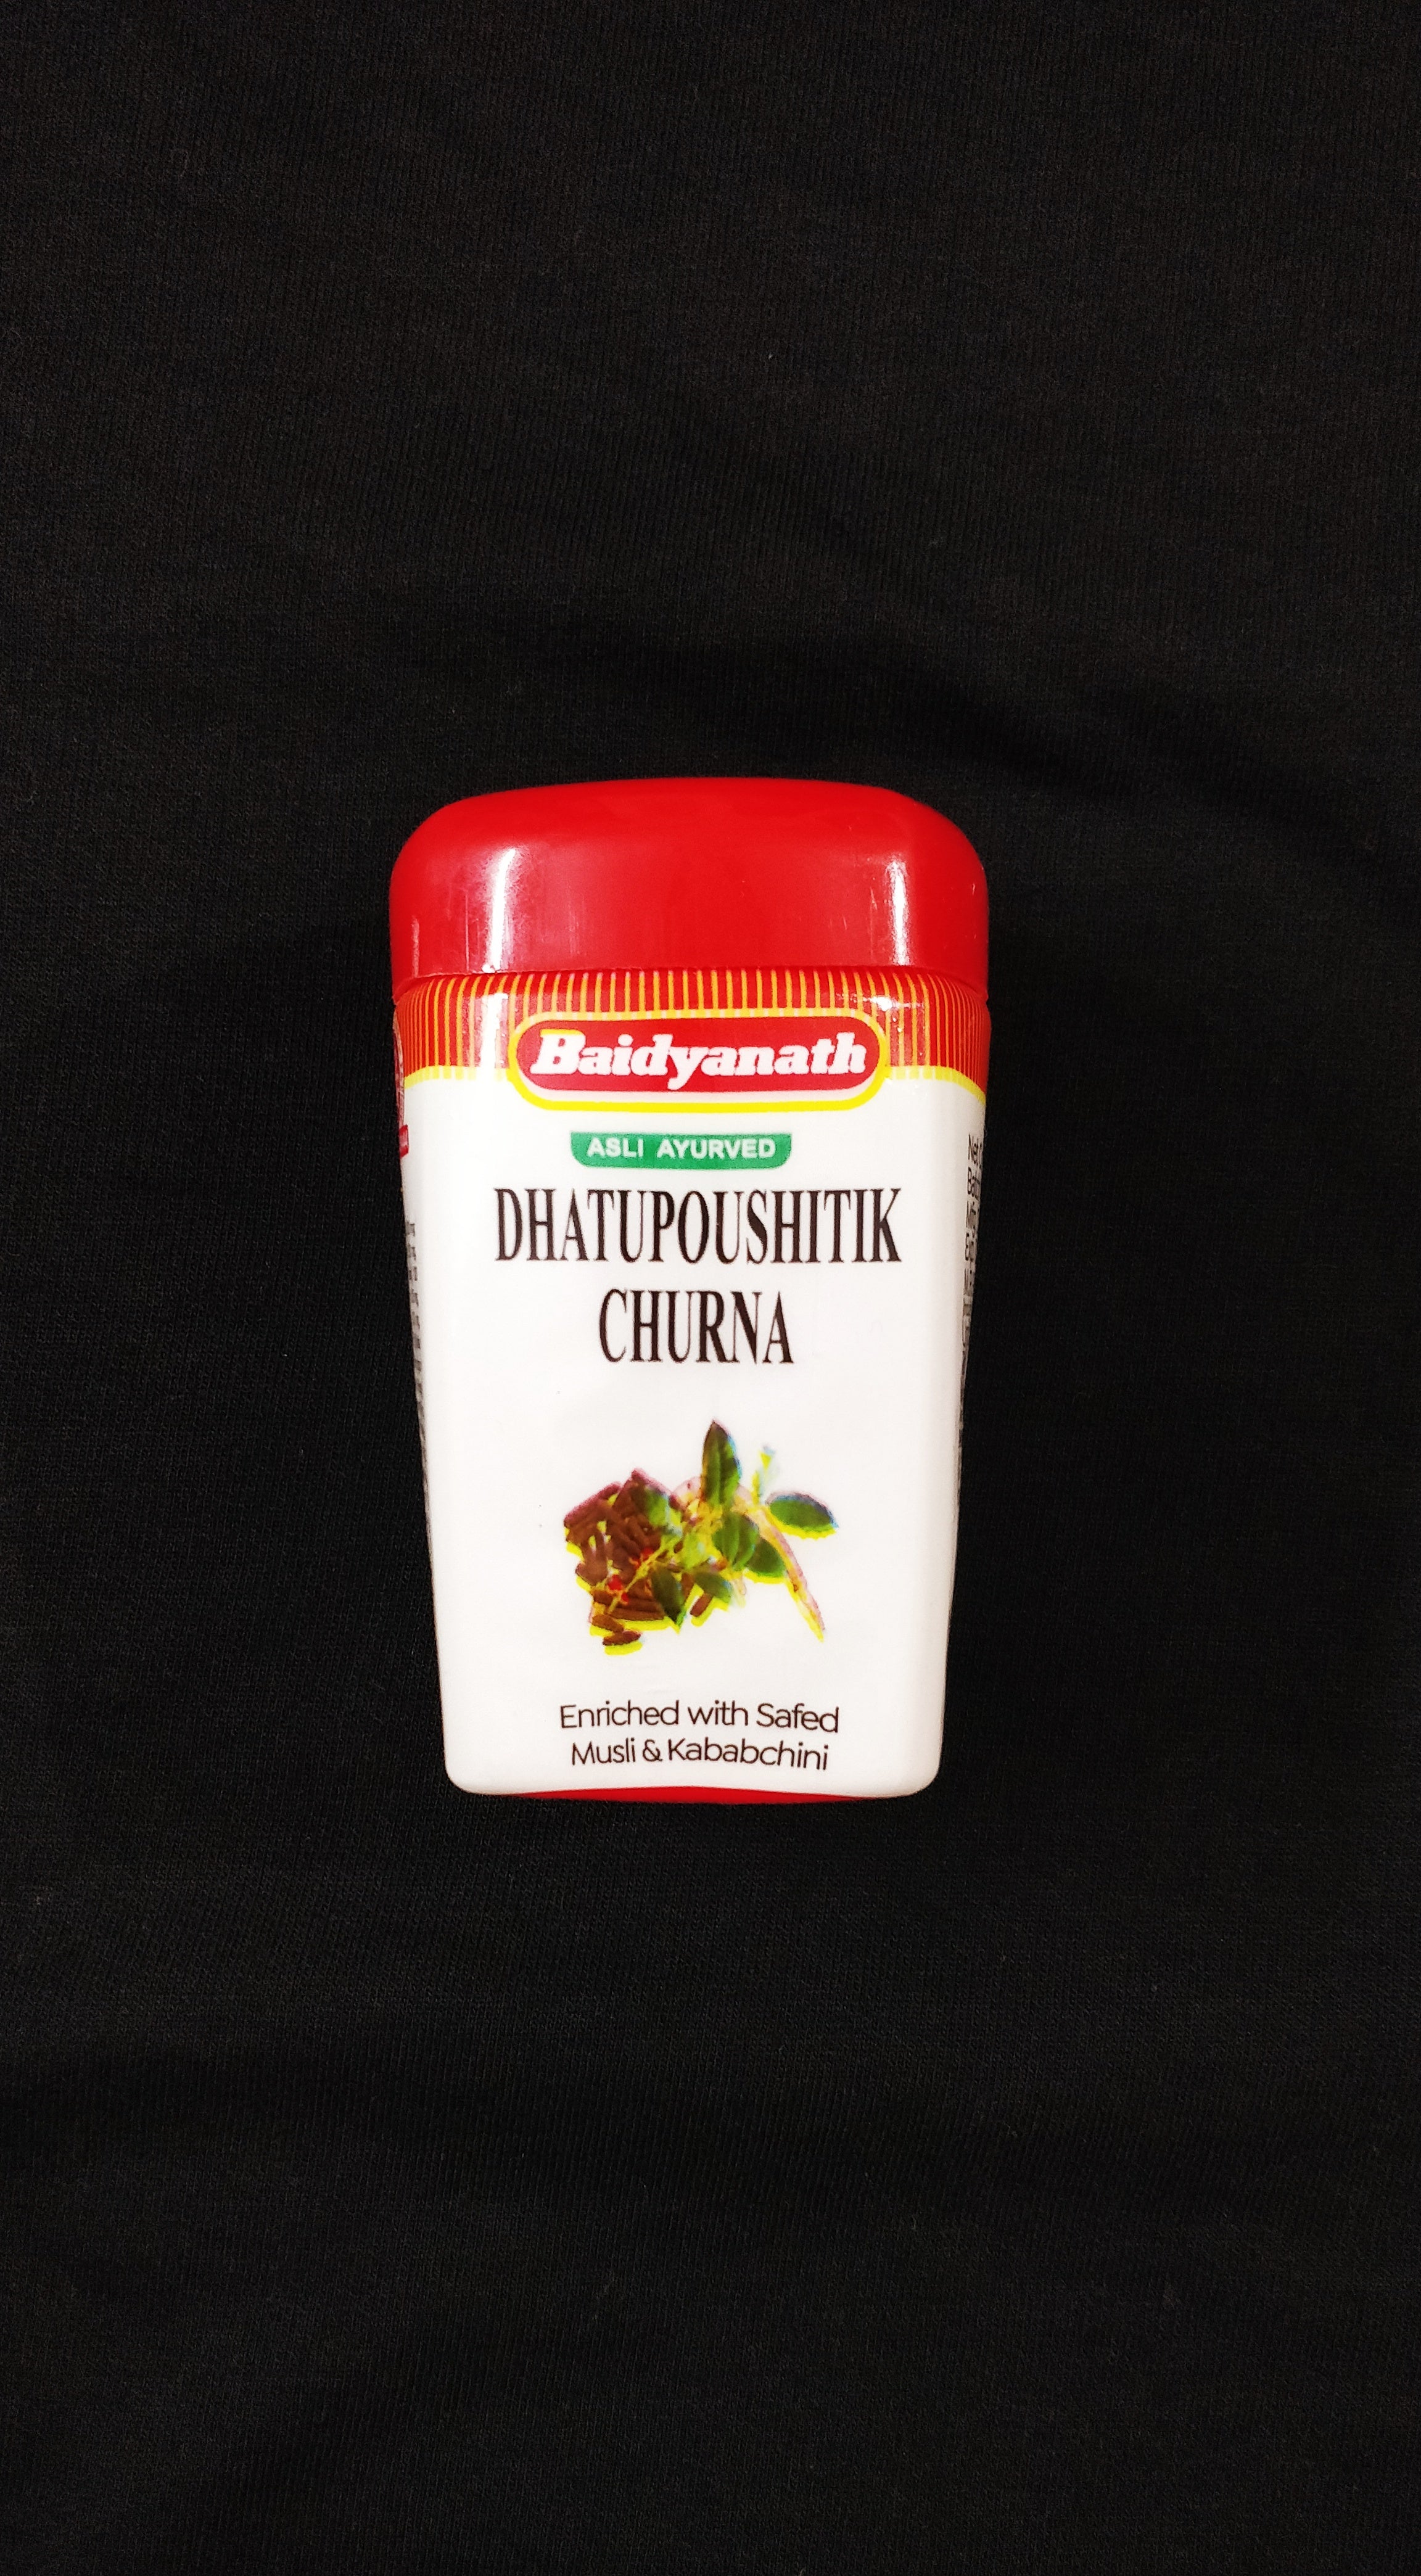 Baidyanath
ASLI AYURVED
DHATUPOUSHITIK
CHURNA
Enriched with Safed
Musli & Kababchini